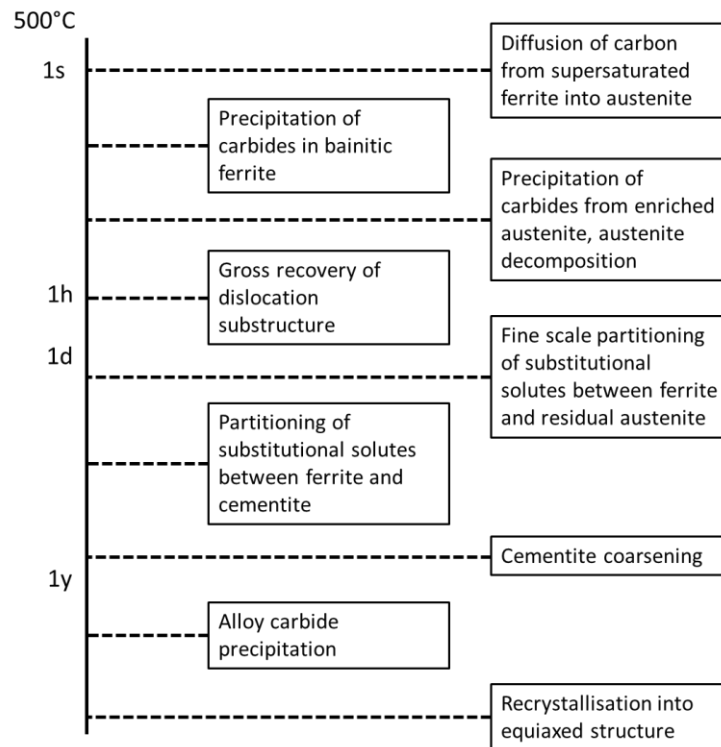 500°C
1s
Diffusion of carbon
from supersaturated
ferrite into austenite
Precipitation of
carbides in bainitic
ferrite
Precipitation of
carbides from enriched
austenite, austenite
decomposition
Gross recovery of
dislocation
substructure
1h
1d
Fine scale partitioning
of substitutional
solutes between ferrite
and residual austenite
Partitioning of
substitutional solutes
between ferrite and
cementite
Cementite coarsening
1y
Alloy carbide
precipitation
Recrystallisation into
equiaxed structure